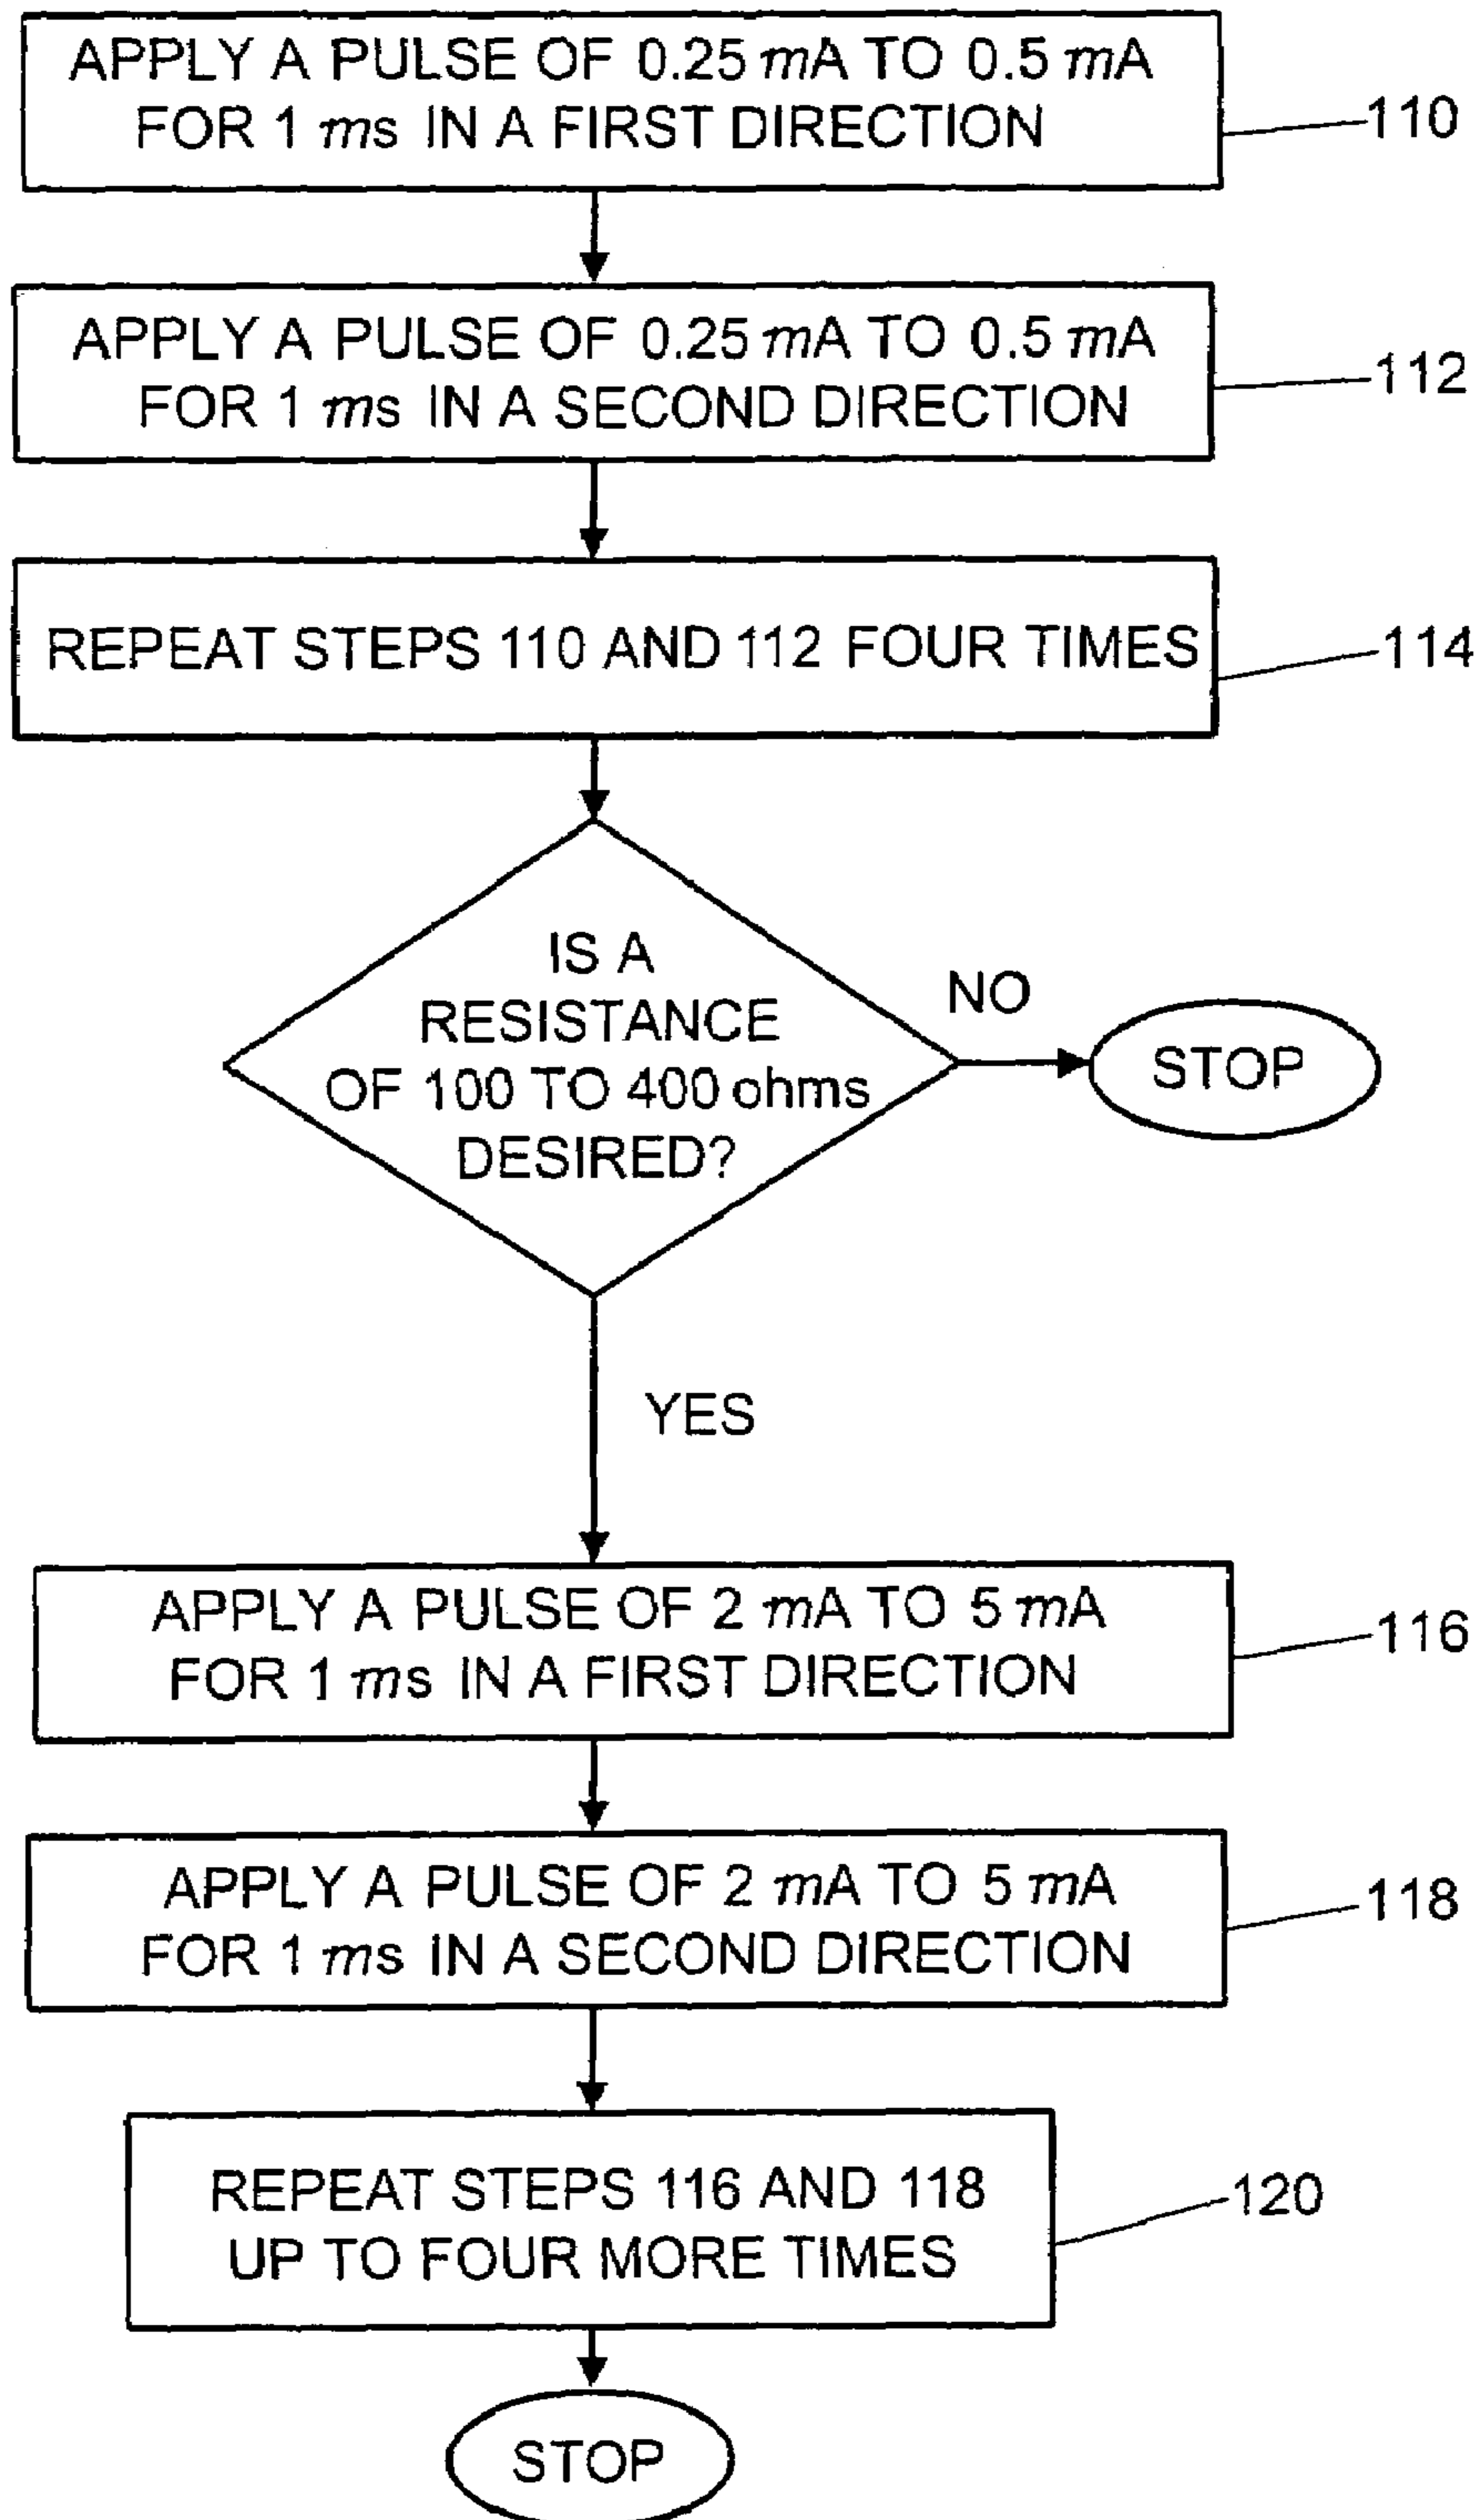 APPLY A PULSE OF 0.25 mA TO 0.5 mA
FOR 1 ms IN A FIRST DIRECTION
110
APPLY A PULSE OF 0.25 mA TO 0.5 mA
FOR 1 ms IN A SECOND DIRECTION
112
REPEAT STEPS 110 AND 112 FOUR TIMES
114
IS A
RESISTANCE
OF 100 TO 400 ohms
DESIRED?
NO
STOP
YES
APPLY A PULSE OF 2 mA TO 5 mA
FOR 1 ms IN A FIRST DIRECTION
116
APPLY A PULSE OF 2 mA TO 5 mA
FOR 1 ms IN A SECOND DIRECTION
118
REPEAT STEPS 116 AND 118
UP TO FOUR MORE TIMES
120
STOP